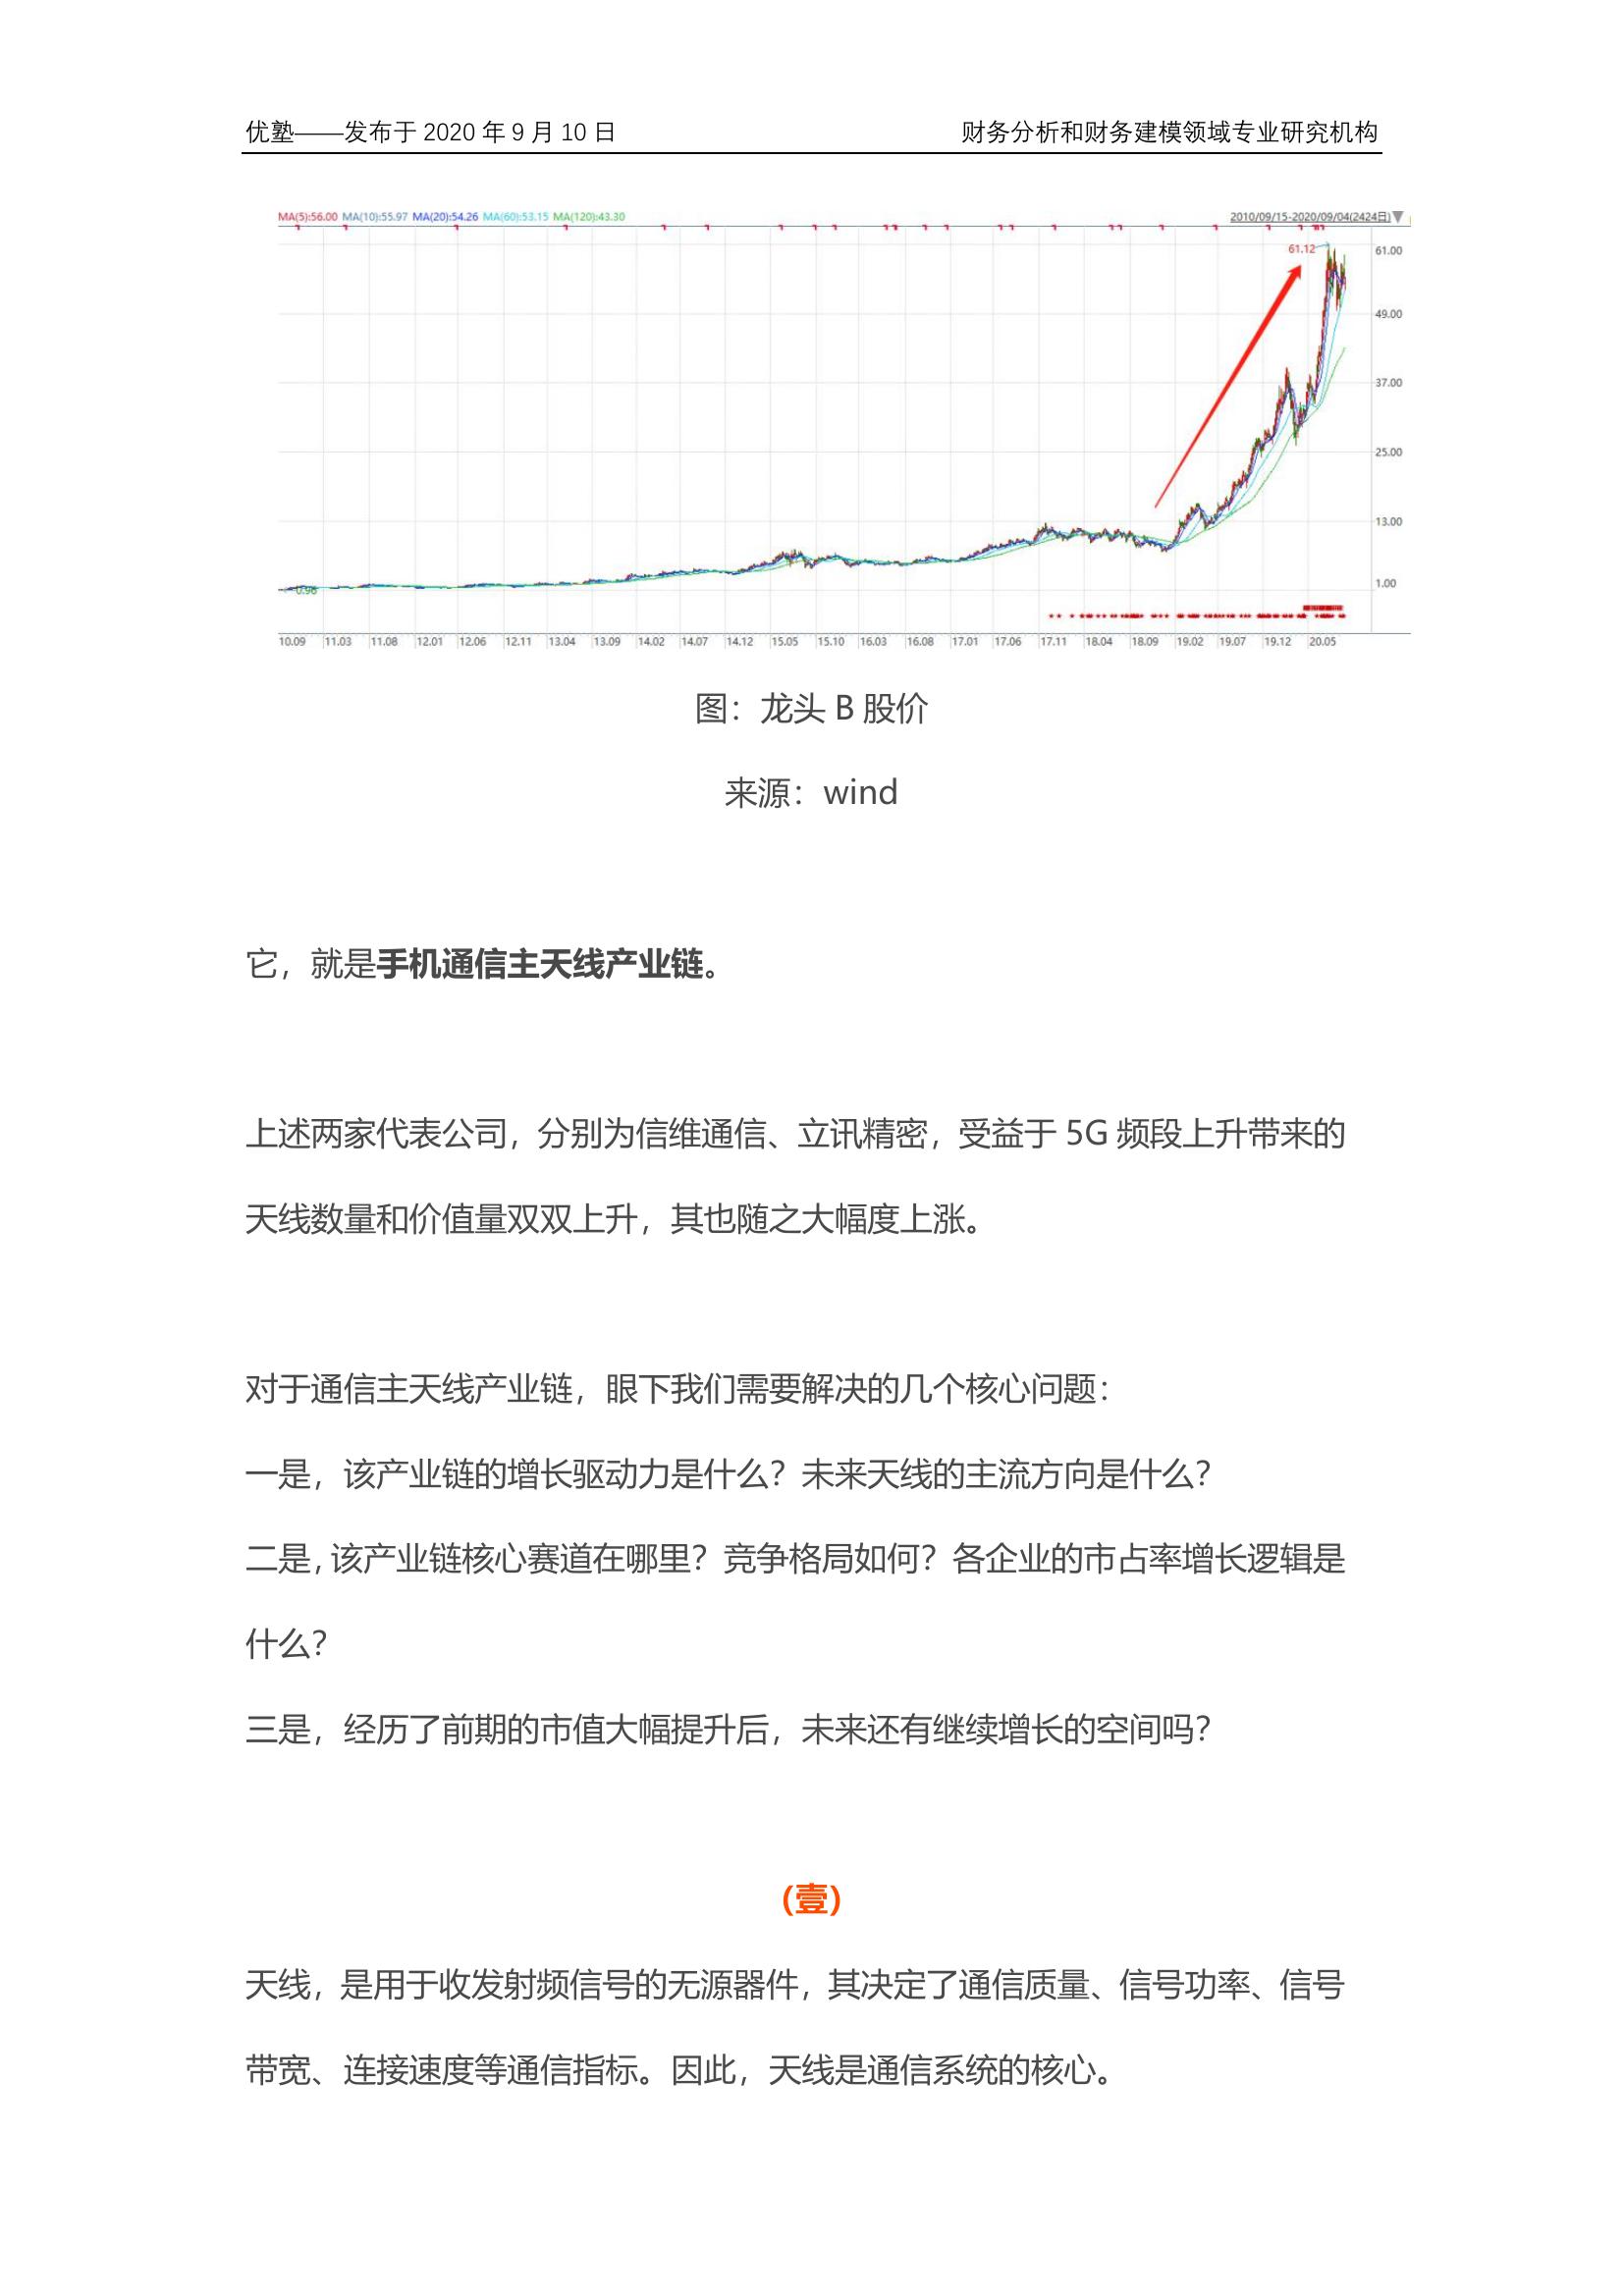 优塾——发布于 2020 年 9 月 10 日 财务分析和财务建模领域专业研究机构
MA(5):56.00 MA(10):55.97 MA(20):54.26 MA(60):53.15 MA(120):43.30 2010/09/15-2020/09/04(2424日)
61.12
61.00
49.00
37.00
25.00
13.00
1.00
0.96
10.09 11.03 11.08 12.01 12.06 12.11 13.04 13.09 14.02 14.07 14.12 15.05 15.10 16.03 16.08 17.01 17.06 17.11 18.04 18.09 19.02 19.07 19.12 20.05
图：龙头 B 股价
来源：wind
它，就是手机通信主天线产业链。
上述两家代表公司，分别为信维通信、立讯精密，受益于 5G 频段上升带来的
天线数量和价值量双双上升，其也随之大幅度上涨。
对于通信主天线产业链，眼下我们需要解决的几个核心问题：
一是，该产业链的增长驱动力是什么？未来天线的主流方向是什么？
二是，该产业链核心赛道在哪里？竞争格局如何？各企业的市占率增长逻辑是
什么？
三是，经历了前期的市值大幅提升后，未来还有继续增长的空间吗？
(壹)
天线，是用于收发射频信号的无源器件，其决定了通信质量、信号功率、信号
带宽、连接速度等通信指标。因此，天线是通信系统的核心。